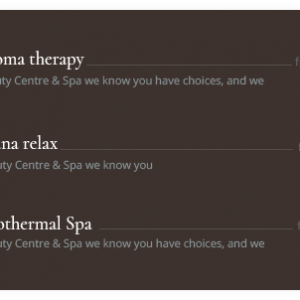 oma therapy
uty Centre & Spa we know you have choices, and we
na relax
uty Centre & Spa we know you
othermal Spa
uty Centre & Spa we know you have choices, and we